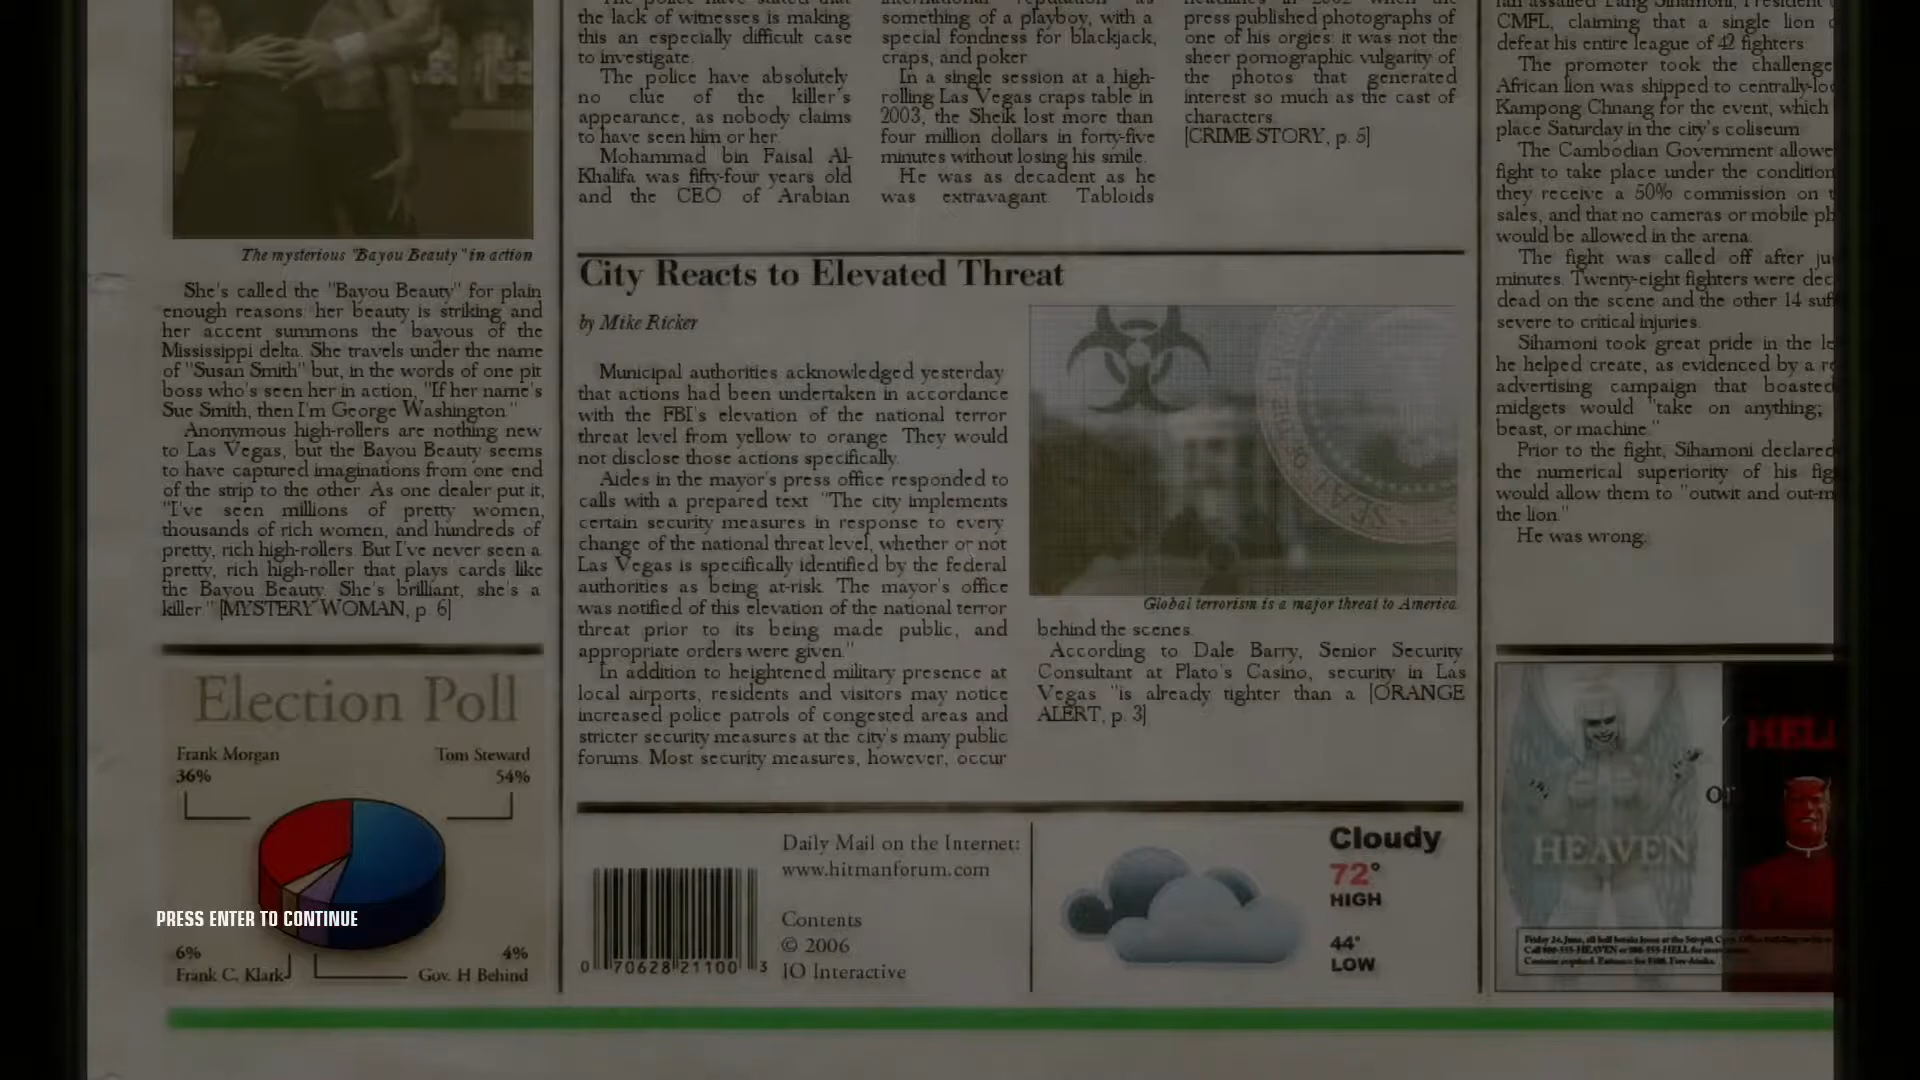 The mysterious "Bayou Beauty" in action
She's called the "Bayou Beauty" for plain
enough reasons: her beauty is striking and
her accent summons the bayous of the
Mississippi delta. She travels under the name
of "Susan Smith" but, in the words of one pit
boss who's seen her in action, "If her name's
Sue Smith, then I'm George Washington."
Anonymous high-rollers are nothing new
to Las Vegas, but the Bayou Beauty seems
to have captured imaginations from one end
of the strip to the other. As one dealer put it,
"I've seen millions of pretty women,
thousands of rich women, and hundreds of
pretty, rich high-rollers. But I've never seen a
pretty, rich high-roller that plays cards like
the Bayou Beauty. She's brilliant, she's a
killer." [MYSTERY WOMAN, p. 6]
Election Poll
Frank Morgan
36%
Tom Steward
54%
PRESS ENTER TO CONTINUE
6%
Frank C. Klark
4%
Gov. H Behind
the lack of witnesses is making
this an especially difficult case
to investigate.
The police have absolutely
no clue of the killer's
appearance, as nobody claims
to have seen him or her.
Mohammad bin Faisal Al-
Khalifa was fifty-four years old
and the CEO of Arabian
something of a playboy, with a
special fondness for blackjack,
craps, and poker.
In a single session at a high-
rolling Las Vegas craps table in
2003, the Sheik lost more than
four million dollars in forty-five
minutes without losing his smile.
He was as decadent as he
was extravagant. Tabloids
press published photographs of
one of his orgies: it was not the
sheer pornographic vulgarity of
the photos that generated
interest so much as the cast of
characters.
[CRIME STORY, p. 5]
City Reacts to Elevated Threat
by Mike Ricker
Municipal authorities acknowledged yesterday
that actions had been undertaken in accordance
with the FBI's elevation of the national terror
threat level from yellow to orange. They would
not disclose those actions specifically.
Aides in the mayor's press office responded to
calls with a prepared text: "The city implements
certain security measures in response to every
change of the national threat level, whether or not
Las Vegas is specifically identified by the federal
authorities as being at-risk. The mayor's office
was notified of this elevation of the national terror
threat prior to its being made public, and
appropriate orders were given."
In addition to heightened military presence at
local airports, residents and visitors may notice
increased police patrols of congested areas and
stricter security measures at the city's many public
forums. Most security measures, however, occur
Global terrorism is a major threat to America
behind the scenes.
According to Dale Barry, Senior Security
Consultant at Plato's Casino, security in Las
Vegas "is already tighter than a [ORANGE
ALERT, p. 3]
Daily Mail on the Internet:
www.hitmanforum.com
Contents
© 2006
IO Interactive
0 70628 21100 3
Cloudy
72°
HIGH
44°
LOW
CMFL, claiming that a single lion
defeat his entire league of 42 fighters.
The promoter took the challenge
African lion was shipped to centrally-loc
Kampong Chnang for the event, which
place Saturday in the city's coliseum.
The Cambodian Government allowe
fight to take place under the condition
they receive a 50% commission on t
sales, and that no cameras or mobile ph
would be allowed in the arena.
The fight was called off after ju
minutes. Twenty-eight fighters were dec
dead on the scene and the other 14 suf
severe to critical injuries.
Sihamoni took great pride in the le
he helped create, as evidenced by a r
advertising campaign that boasted
midgets would "take on anything;
beast, or machine."
Prior to the fight, Sihamoni declared
the numerical superiority of his fig
would allow them to "outwit and out-m
the lion."
He was wrong.
HEAVEN
or
HELL